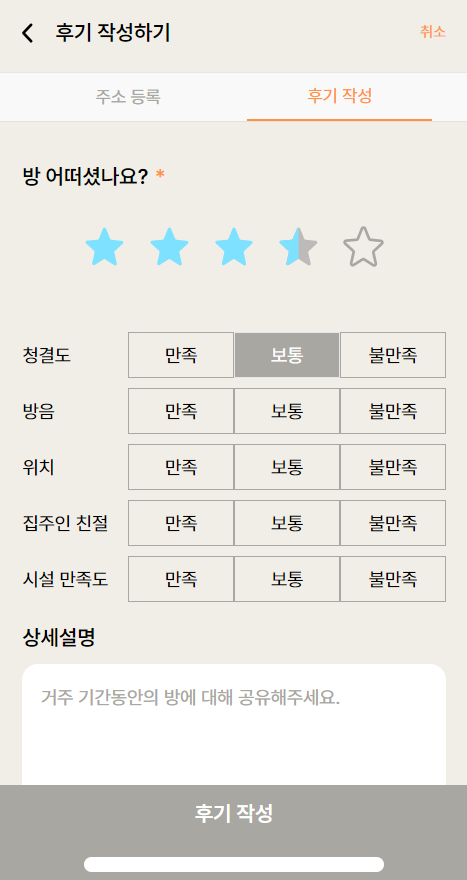 후기 작성하기 취소
주소 등록 후기 작성
방 어떠셨나요? *
청결도 만족 보통 불만족
방음 만족 보통 불만족
위치 만족 보통 불만족
집주인 친절 만족 보통 불만족
시설 만족도 만족 보통 불만족
상세설명
거주 기간동안의 방에 대해 공유해주세요.
후기 작성